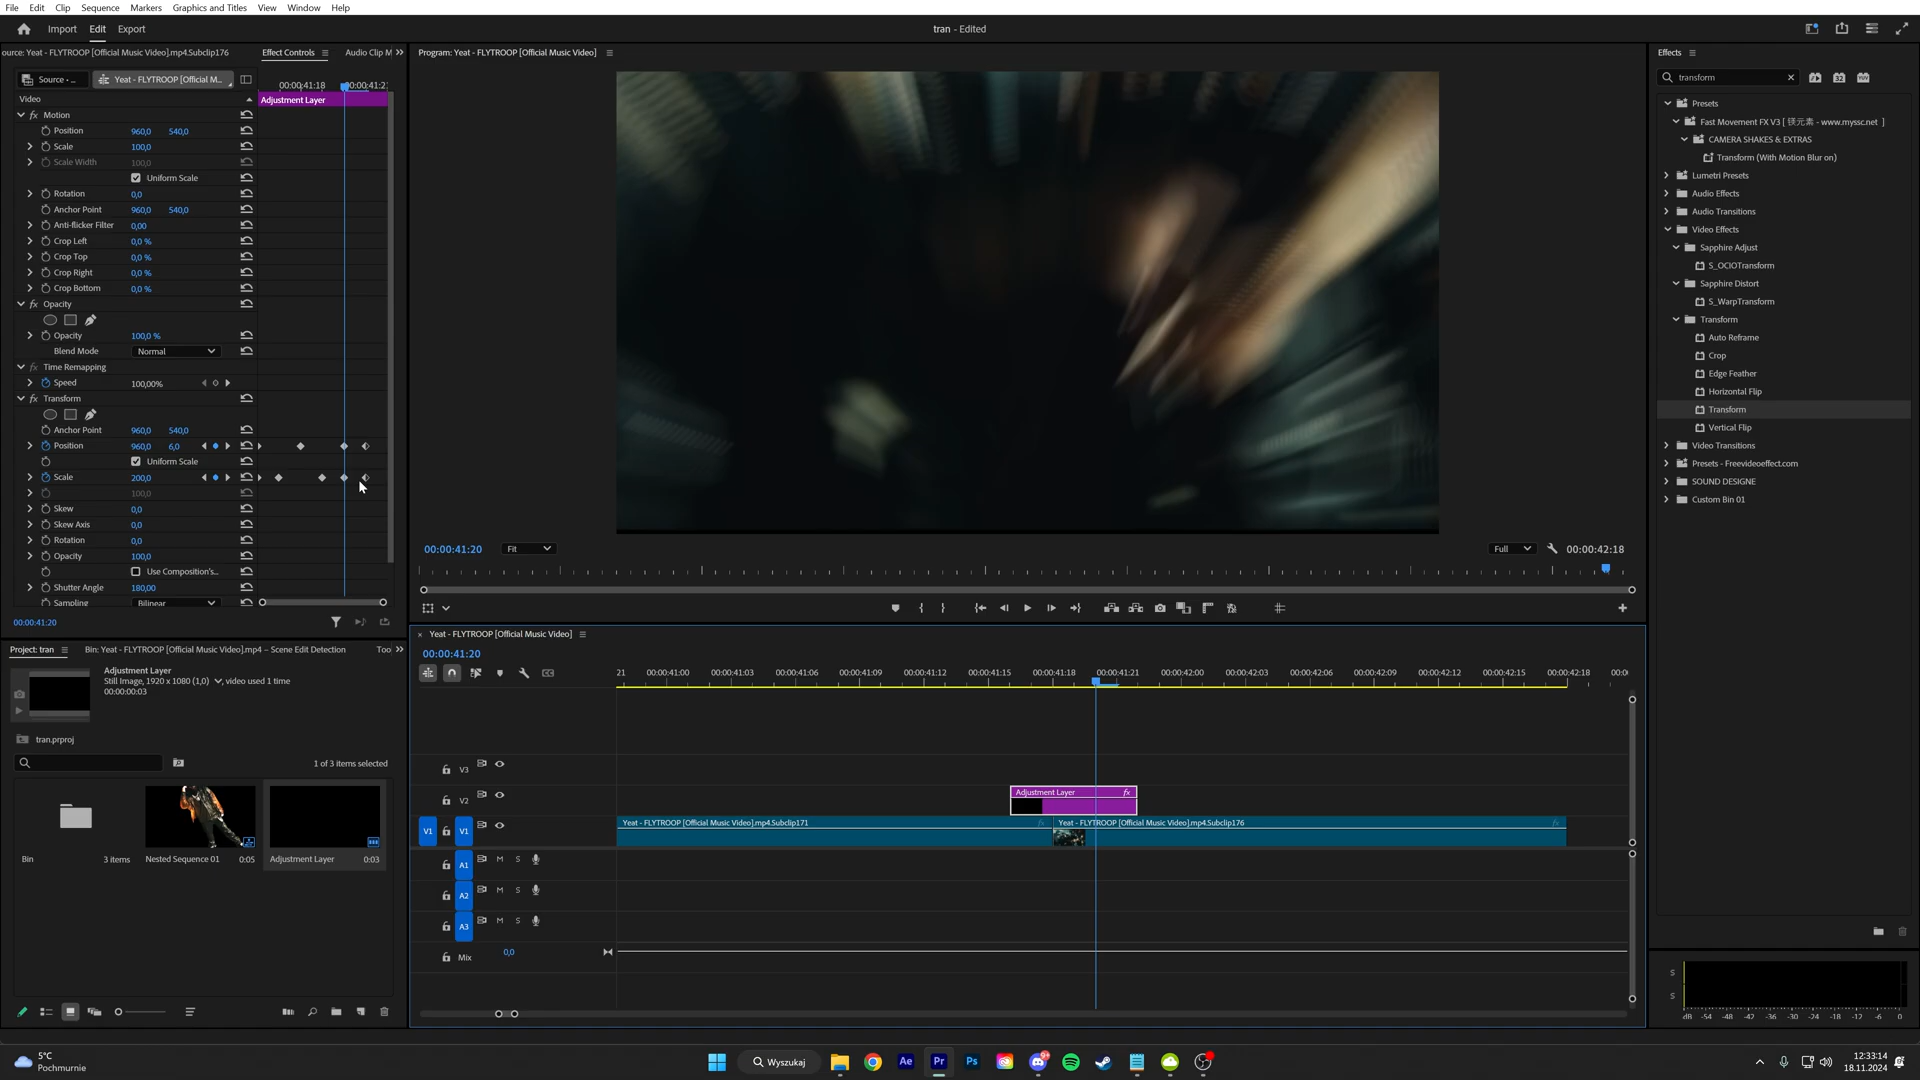 File Edit Clip Sequence Markers Graphics and Titles View Window Help
Import Edit Export
tran - Edited
ource: Yeat - FLYTROOP [Official Music Video].mp4.Subclip176 Effect Controls Audio Clip M
Source • ... Yeat - FLYTROOP [Official M...
00:00:41:18 00:00:41:21
Video
Adjustment Layer
Motion
Position 960,0 540,0
Scale 100,0
Scale Width 100,0
Uniform Scale
Rotation 0,0
Anchor Point 960,0 540,0
Anti-flicker Filter 0,00
Crop Left 0,0 %
Crop Top 0,0 %
Crop Right 0,0 %
Crop Bottom 0,0 %
fx Opacity
Opacity 100,0 %
Blend Mode Normal
Time Remapping
Speed 100,00%
Transform
Anchor Point 960,0 540,0
Position 960,0 6,0
Uniform Scale
Scale 200,0
100,0
Skew 0,0
Skew Axis 0,0
Rotation 0,0
Opacity 100,0
Use Composition's...
Shutter Angle 180,00
Sampling Bilinear
00:00:41:20
Program: Yeat - FLYTROOP [Official Music Video]
00:00:41:20 Fit Full 00:00:42:18
Effects
transform
Presets
Fast Movement FX V3 [ 镁元素 - www.myssc.net ]
CAMERA SHAKES & EXTRAS
Transform (With Motion Blur on)
Lumetri Presets
Audio Effects
Audio Transitions
Video Effects
Sapphire Adjust
S_OCIOTransform
Sapphire Distort
S_WarpTransform
Transform
Auto Reframe
Crop
Edge Feather
Horizontal Flip
Transform
Vertical Flip
Video Transitions
Presets - Freevideoeffect.com
SOUND DESIGNE
Custom Bin 01
Project: tran Bin: Yeat - FLYTROOP [Official Music Video].mp4 – Scene Edit Detection Too
Adjustment Layer
Still Image, 1920 x 1080 (1,0) , video used 1 time
00:00:00:03
tran.prproj
1 of 3 items selected
Bin 3 items
Nested Sequence 01 0:05
Adjustment Layer 0:03
× Yeat - FLYTROOP [Official Music Video]
00:00:41:20
21 00:00:41:00 00:00:41:03 00:00:41:06 00:00:41:09 00:00:41:12 00:00:41:15 00:00:41:18 00:00:41:21 00:00:42:00 00:00:42:03 00:00:42:06 00:00:42:09 00:00:42:12 00:00:42:15 00:00:42:18 00:00
V3
Adjustment Layer fx
V2
Yeat - FLYTROOP [Official Music Video].mp4.Subclip171 fx Yeat - FLYTROOP [Official Music Video].mp4.Subclip176 fx
V1 V1
A1 M S
A2 M S
A3 M S
Mix 0,0
S
S
dB -54 -48 -42 -36 -30 -24 -18 -12 -6 0
5°C
Pochmurnie
Wyszukaj
Ae Pr Ps
12:33:14
18.11.2024